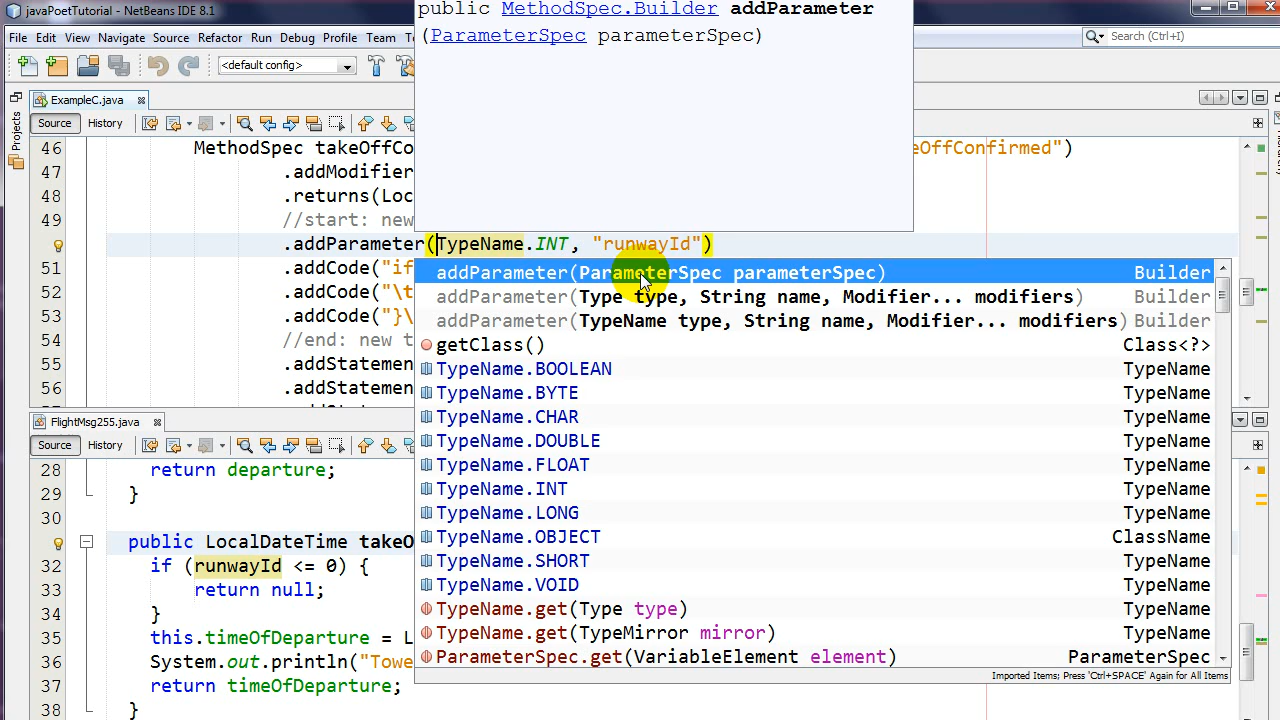 javaPoetTutorial - NetBeans IDE 8.1
File Edit View Navigate Source Refactor Run Debug Profile Team
Search (Ctrl+I)
<default config>
ExampleC.java
Source History
46 MethodSpec takeOffCo eOffConfirmed")
47 .addModifier
48 .returns(Loc
49 //start: new
.addParameter(TypeName.INT, "runwayId")
51 .addCode("if
52 .addCode("\t
53 .addCode("}\
54 //end: new t
55 .addStatemen
56 .addStatemen
public MethodSpec.Builder addParameter
(ParameterSpec parameterSpec)
addParameter(ParameterSpec parameterSpec) Builder
addParameter(Type type, String name, Modifier... modifiers) Builder
addParameter(TypeName type, String name, Modifier... modifiers) Builder
getClass() Class<?>
TypeName.BOOLEAN TypeName
TypeName.BYTE TypeName
TypeName.CHAR TypeName
TypeName.DOUBLE TypeName
TypeName.FLOAT TypeName
TypeName.INT TypeName
TypeName.LONG TypeName
TypeName.OBJECT ClassName
TypeName.SHORT TypeName
TypeName.VOID TypeName
TypeName.get(Type type) TypeName
TypeName.get(TypeMirror mirror) TypeName
ParameterSpec.get(VariableElement element) ParameterSpec
Imported Items; Press 'Ctrl+SPACE' Again for All Items
Projects
FlightMsg255.java
Source History
28 return departure;
29 }
30
public LocalDateTime takeO
32 if (runwayId <= 0) {
33 return null;
34 }
35 this.timeOfDeparture = L
36 System.out.println("Towe
37 return timeOfDeparture;
38 }